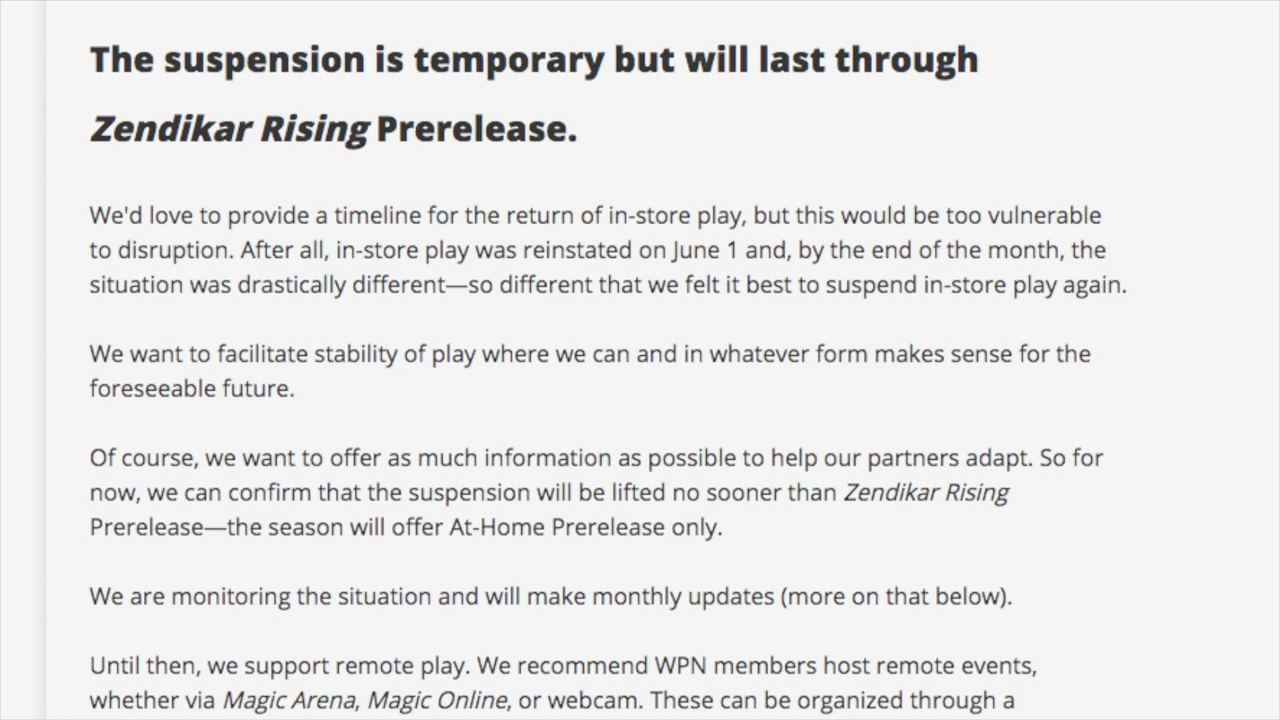 The suspension is temporary but will last through
Zendikar Rising Prerelease.
We'd love to provide a timeline for the return of in-store play, but this would be too vulnerable
to disruption. After all, in-store play was reinstated on June 1 and, by the end of the month, the
situation was drastically different—so different that we felt it best to suspend in-store play again.
We want to facilitate stability of play where we can and in whatever form makes sense for the
foreseeable future.
Of course, we want to offer as much information as possible to help our partners adapt. So for
now, we can confirm that the suspension will be lifted no sooner than Zendikar Rising
Prerelease—the season will offer At-Home Prerelease only.
We are monitoring the situation and will make monthly updates (more on that below).
Until then, we support remote play. We recommend WPN members host remote events,
whether via Magic Arena, Magic Online, or webcam. These can be organized through a